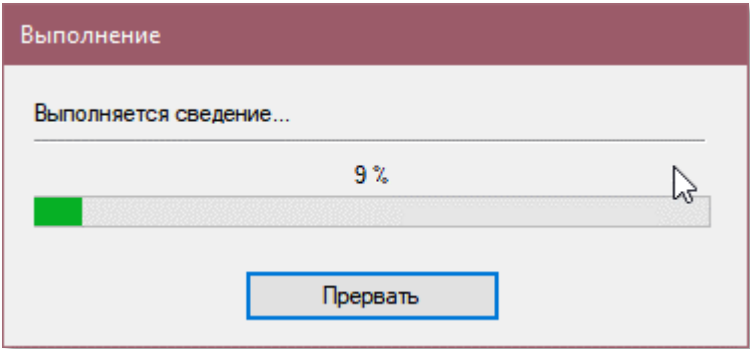 Выполнение
Выполняется сведение...
9 %
Прервать